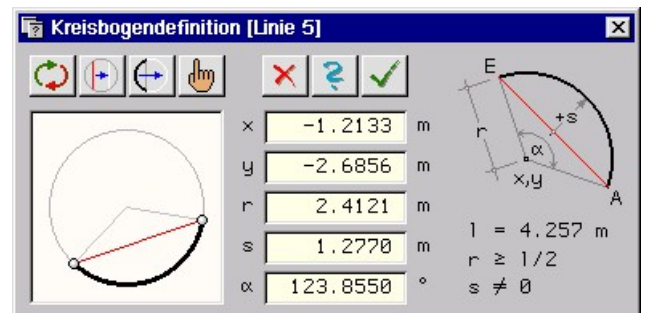 Kreisbogendefinition [Linie 5]
x -1.2133 m
y -2.6856 m
r 2.4121 m
s 1.2770 m
α 123.8550 °
E
+s
r
α
x,y
A
l = 4.257 m
r ≥ l/2
s ≠ 0